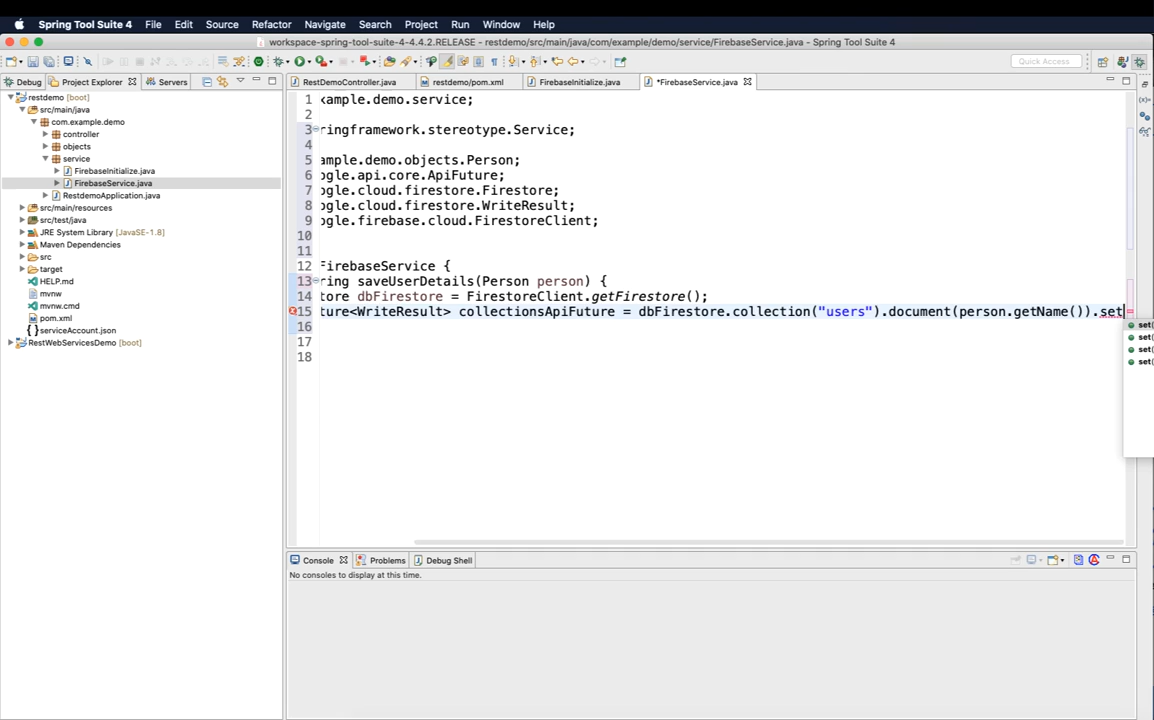 Spring Tool Suite 4 File Edit Source Refactor Navigate Search Project Run Window Help
workspace-spring-tool-suite-4-4.4.2.RELEASE - restdemo/src/main/java/com/example/demo/service/FirebaseService.java - Spring Tool Suite 4
Quick Access
Debug Project Explorer Servers
RestDemoController.java restdemo/pom.xml FirebaseInitialize.java *FirebaseService.java
restdemo [boot]
src/main/java
com.example.demo
controller
objects
service
FirebaseInitialize.java
FirebaseService.java
RestdemoApplication.java
src/main/resources
src/test/java
JRE System Library [JavaSE-1.8]
Maven Dependencies
src
target
HELP.md
mvnw
mvnw.cmd
pom.xml
serviceAccount.json
RestWebServicesDemo [boot]
1 xample.demo.service;
2
3 ringframework.stereotype.Service;
4
5 ample.demo.objects.Person;
6 ogle.api.core.ApiFuture;
7 ogle.cloud.firestore.Firestore;
8 ogle.cloud.firestore.WriteResult;
9 ogle.firebase.cloud.FirestoreClient;
10
11
12 FirebaseService {
13 ring saveUserDetails(Person person) {
14 tore dbFirestore = FirestoreClient.getFirestore();
15 ture<WriteResult> collectionsApiFuture = dbFirestore.collection("users").document(person.getName()).set
16
17
18
set(
set(
set(
set(
Console Problems Debug Shell
No consoles to display at this time.